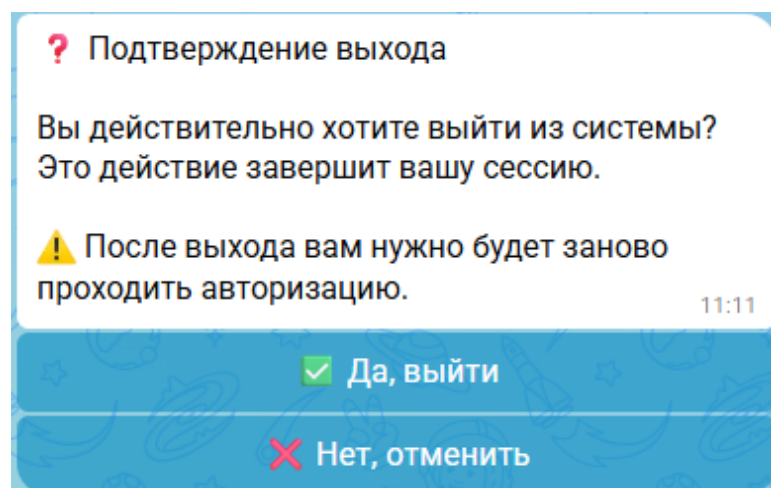 ❓ Подтверждение выхода
Вы действительно хотите выйти из системы?
Это действие завершит вашу сессию.
⚠️ После выхода вам нужно будет заново
проходить авторизацию.
11:11
✅ Да, выйти
❌ Нет, отменить